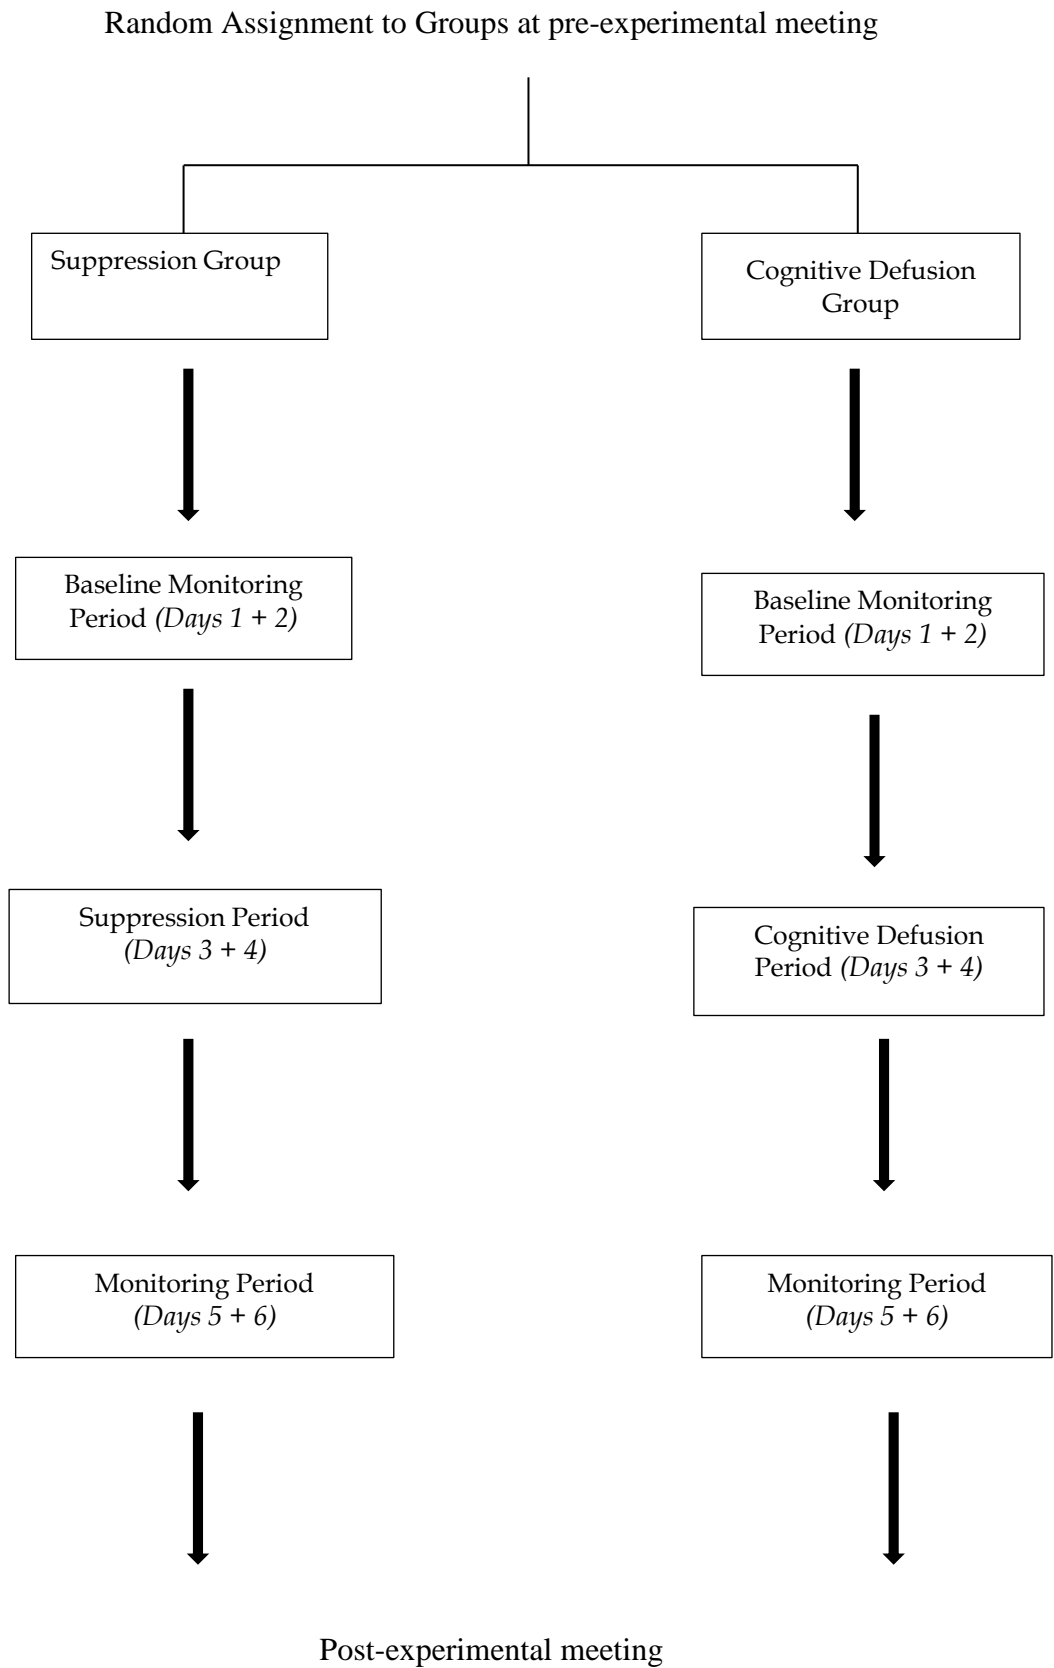 Random Assignment to Groups at pre-experimental meeting
Suppression Group
Cognitive Defusion
Group
Baseline Monitoring
Period (Days 1 + 2)
Baseline Monitoring
Period (Days 1 + 2)
Suppression Period
(Days 3 + 4)
Cognitive Defusion
Period (Days 3 + 4)
Monitoring Period
(Days 5 + 6)
Monitoring Period
(Days 5 + 6)
Post-experimental meeting